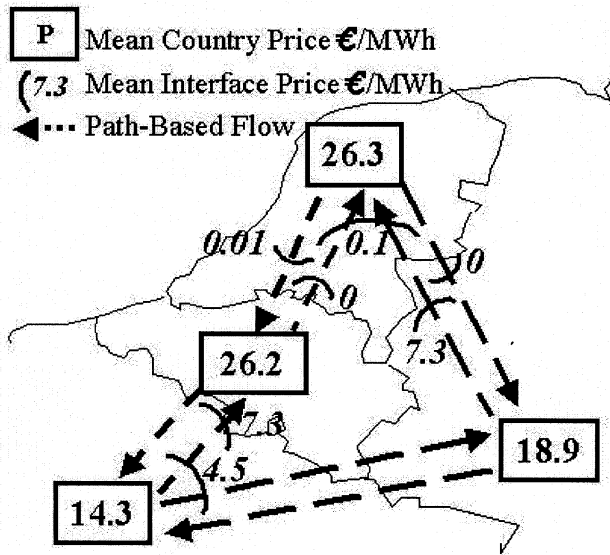 P Mean Country Price €/MWh
7.3 Mean Interface Price €/MWh
Path-Based Flow
26.3
0.01 0.1 0
0
7.3
26.2
7.3
4.5
18.9
14.3